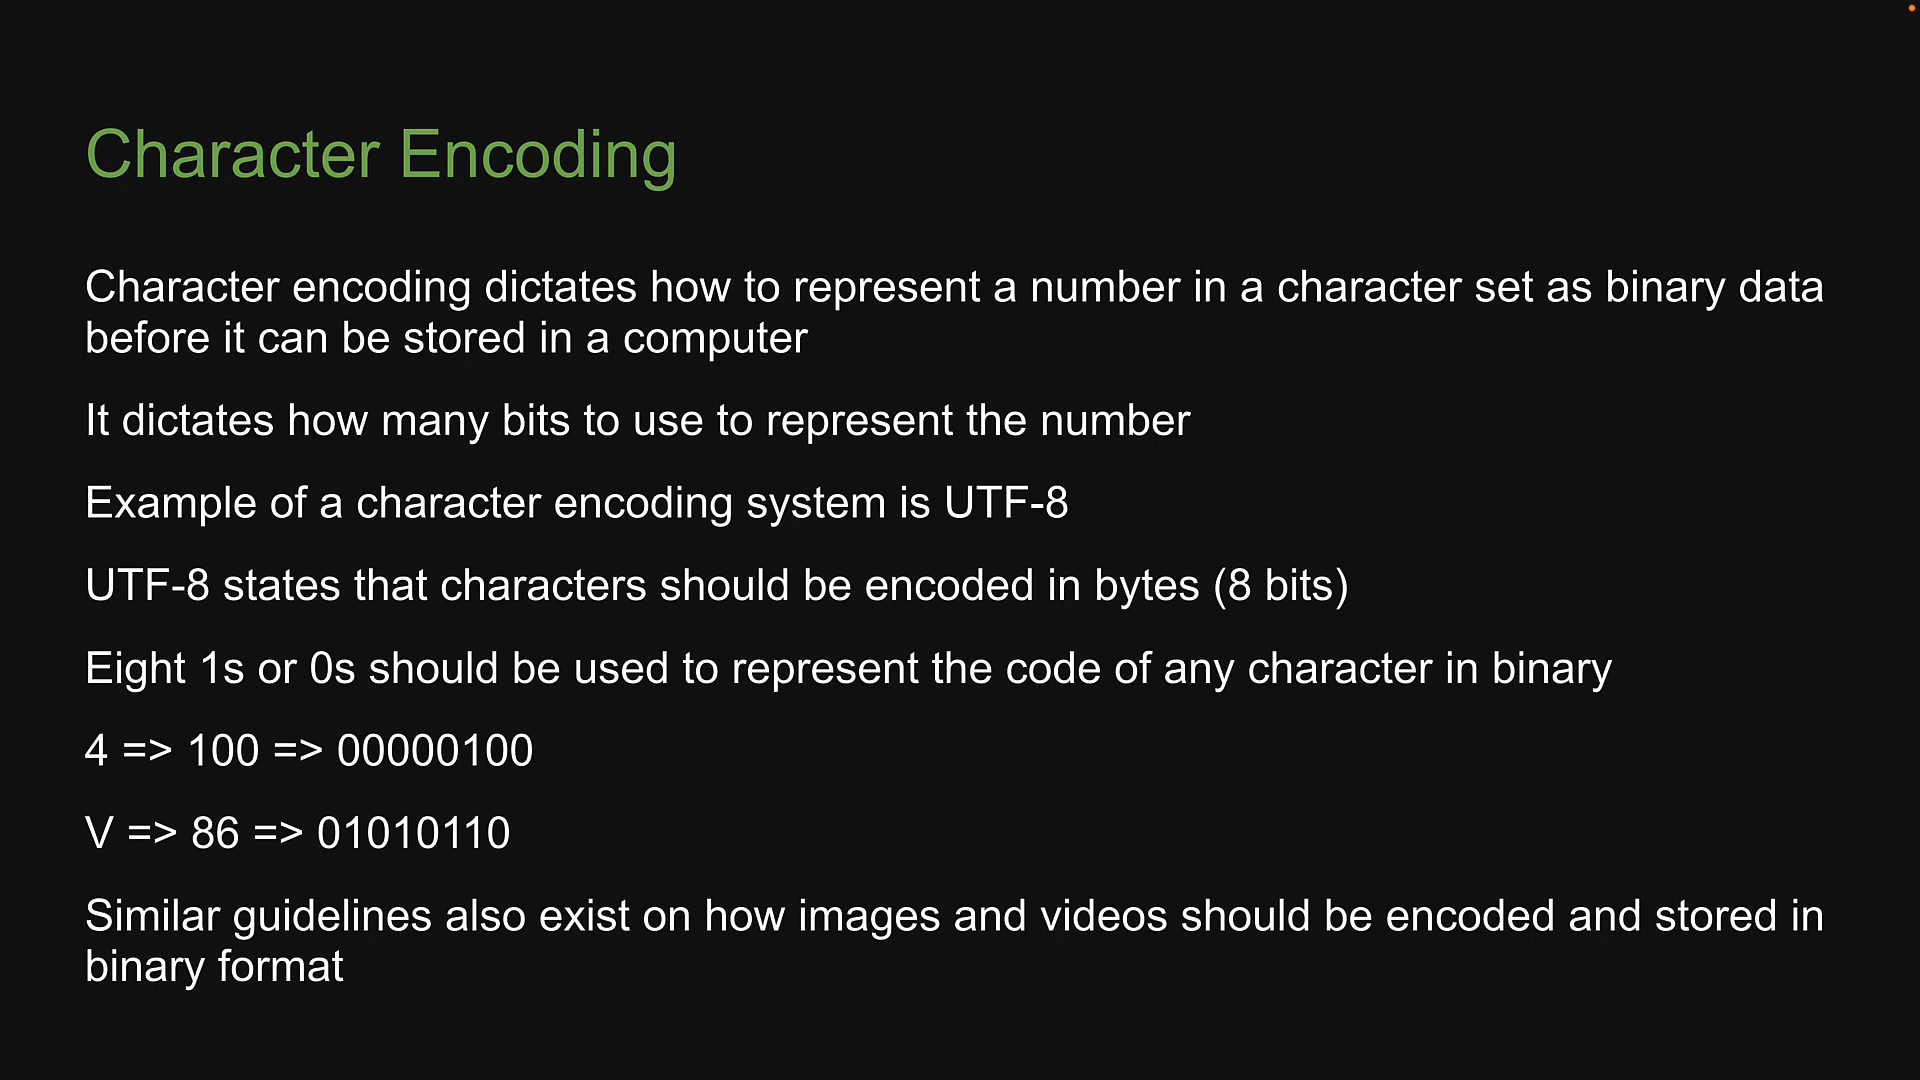 Character Encoding
Character encoding dictates how to represent a number in a character set as binary data
before it can be stored in a computer
It dictates how many bits to use to represent the number
Example of a character encoding system is UTF-8
UTF-8 states that characters should be encoded in bytes (8 bits)
Eight 1s or 0s should be used to represent the code of any character in binary
4 => 100 => 00000100
V => 86 => 01010110
Similar guidelines also exist on how images and videos should be encoded and stored in
binary format